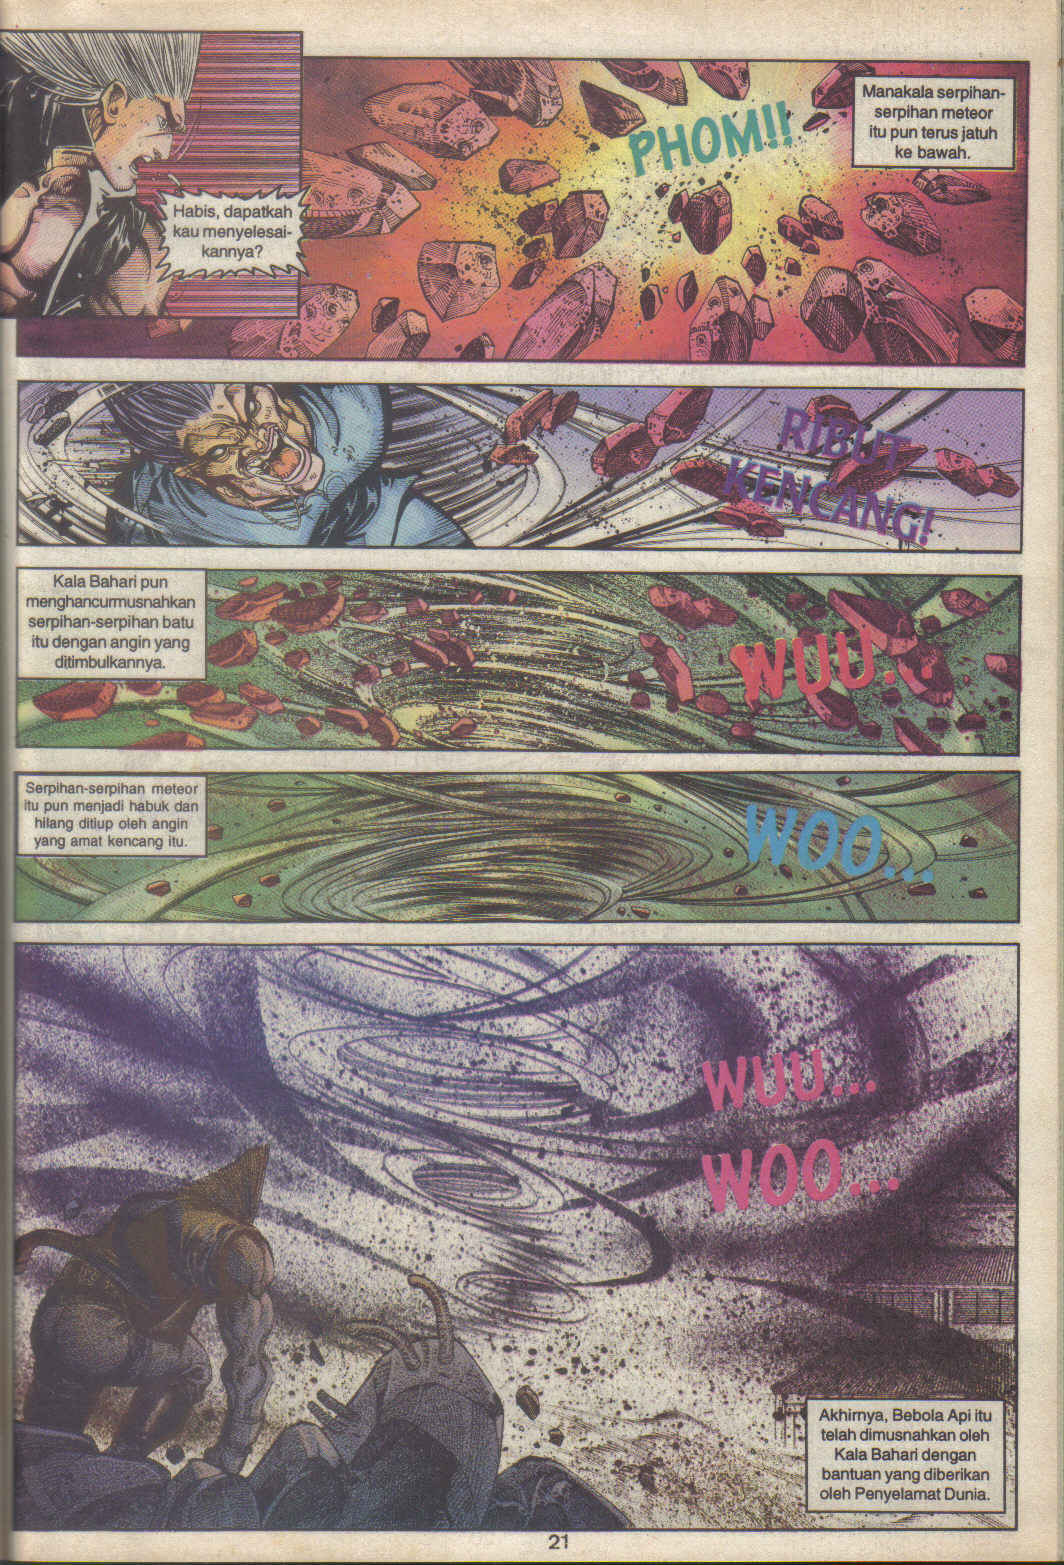 Habis, dapatkah
kau menyelesai-
kannya?
PHOM!!
Manakala serpihan-
serpihan meteor
itu pun terus jatuh
ke bawah.
RIBUT
KENCANG!
Kala Bahari pun
menghancurmusnahkan
serpihan-serpihan batu
itu dengan angin yang
ditimbulkannya.
WUU..
Serpihan-serpihan meteor
itu pun menjadi habuk dan
hilang ditiup oleh angin
yang amat kencang itu.
WOO...
WUU...
WOO...
Akhirnya, Bebola Api itu
telah dimusnahkan oleh
Kala Bahari dengan
bantuan yang diberikan
oleh Penyelamat Dunia.
21